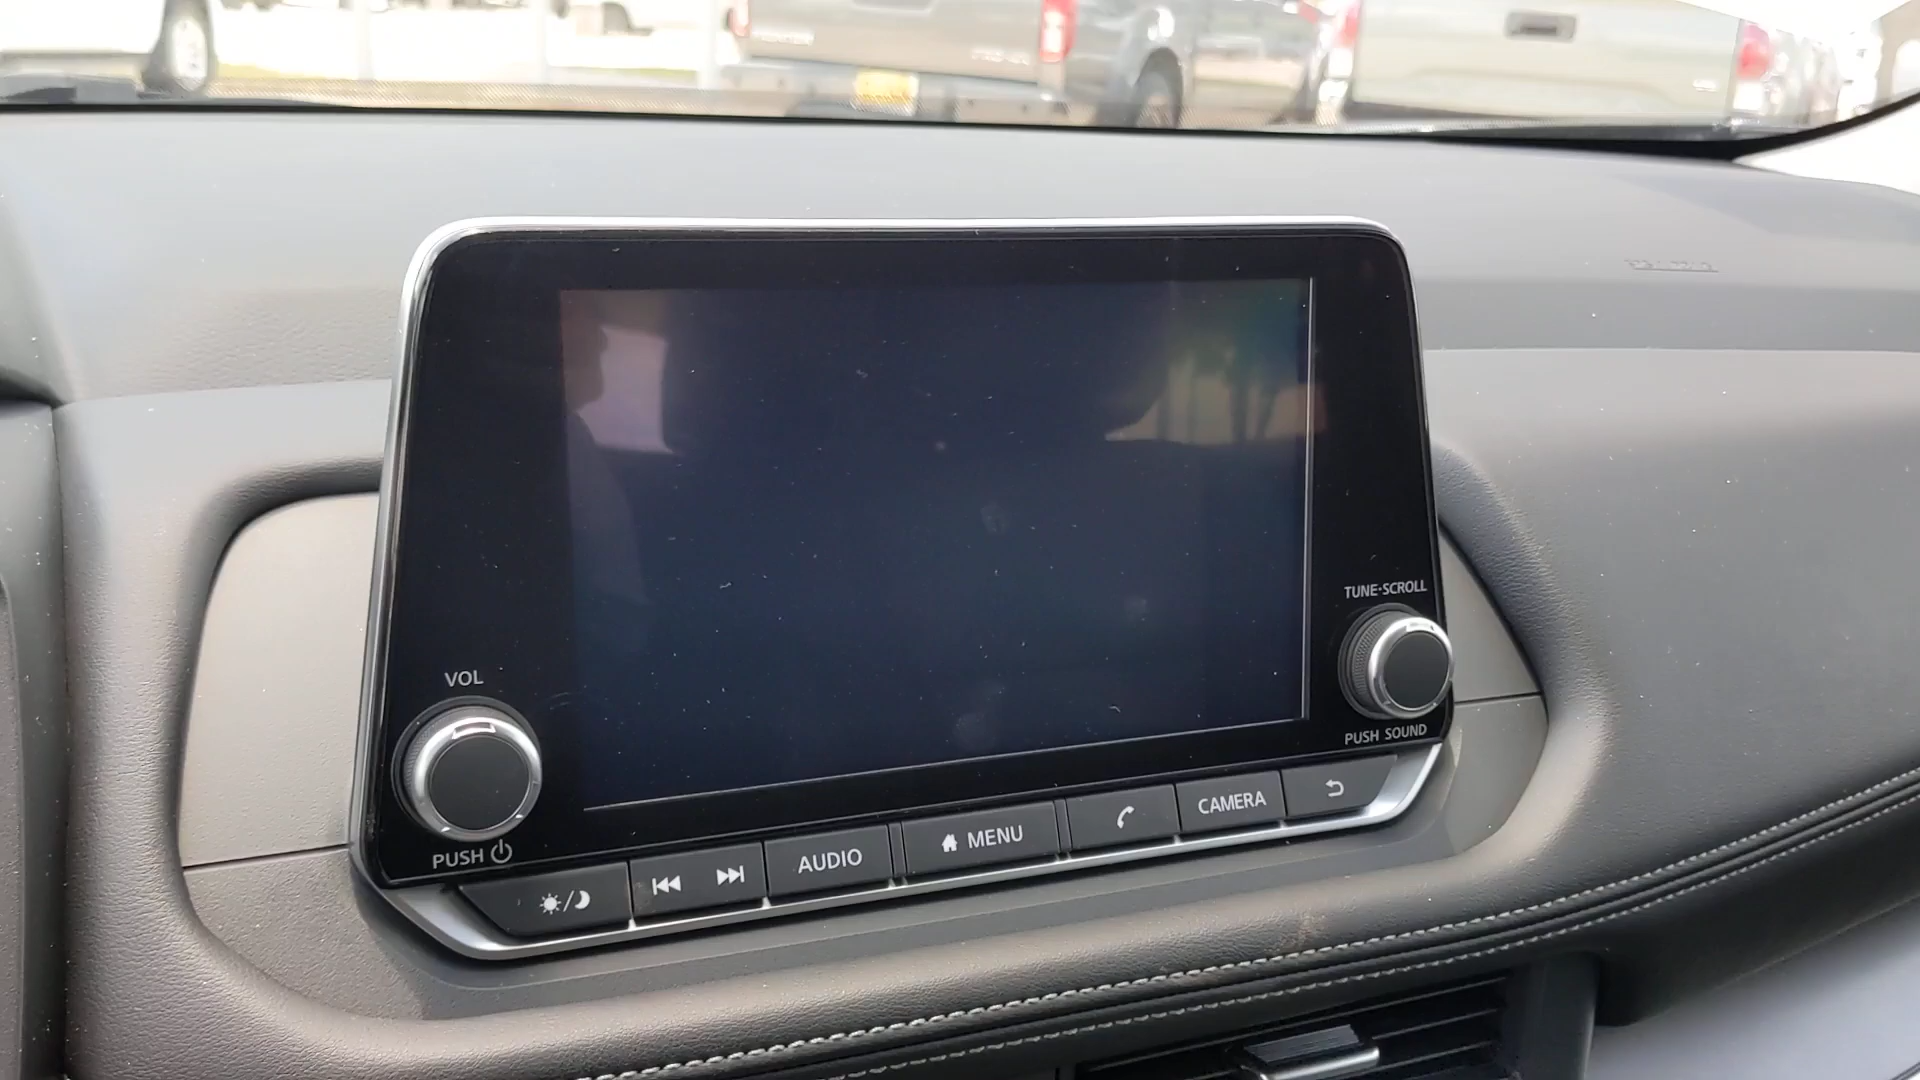 TUNE·SCROLL
VOL
PUSH SOUND
PUSH
AUDIO
MENU
CAMERA